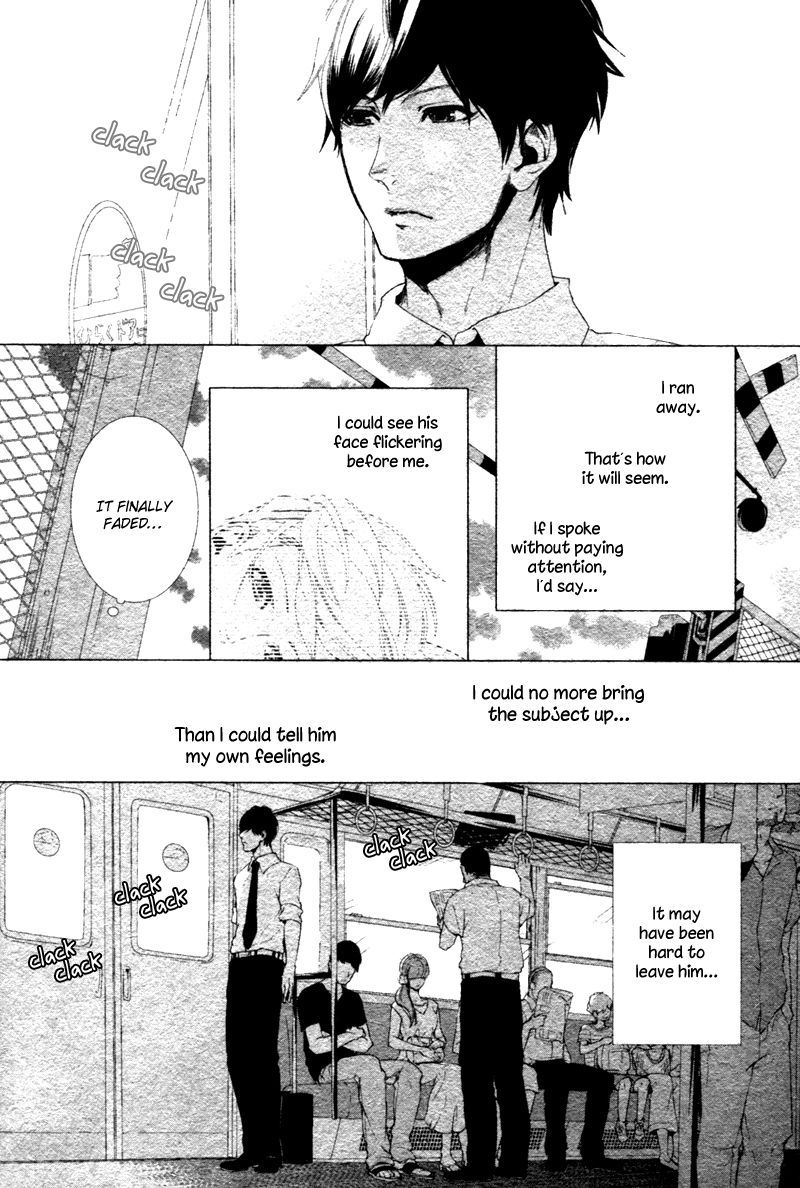 clack
clack
clack
clack
I ran
away.
That's how
it will seem.
If I spoke
without paying
attention,
I'd say...
I could see his
face flickering
before me.
IT FINALLY
FADED...
I could no more bring
the subject up...
Than I could tell him
my own feelings.
clack
clack
It may
have been
hard to
leave him...
clack
clack
clack
clack